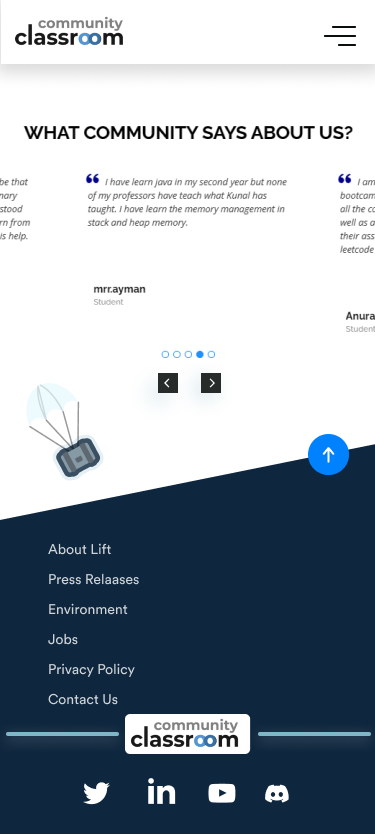 community
classroom
WHAT COMMUNITY SAYS ABOUT US?
be that
nary
stood
rn from
is help.
❝ I have learn java in my second year but none
of my professors have teach what Kunal has
taught. I have learn the memory management in
stack and heap memory.
mrr.ayman
Student
❝ I am
bootcam
all the co
well as a
their ass
leetcode
Anura
Student
About Lift
Press Relaases
Environment
Jobs
Privacy Policy
Contact Us
community
classroom
in